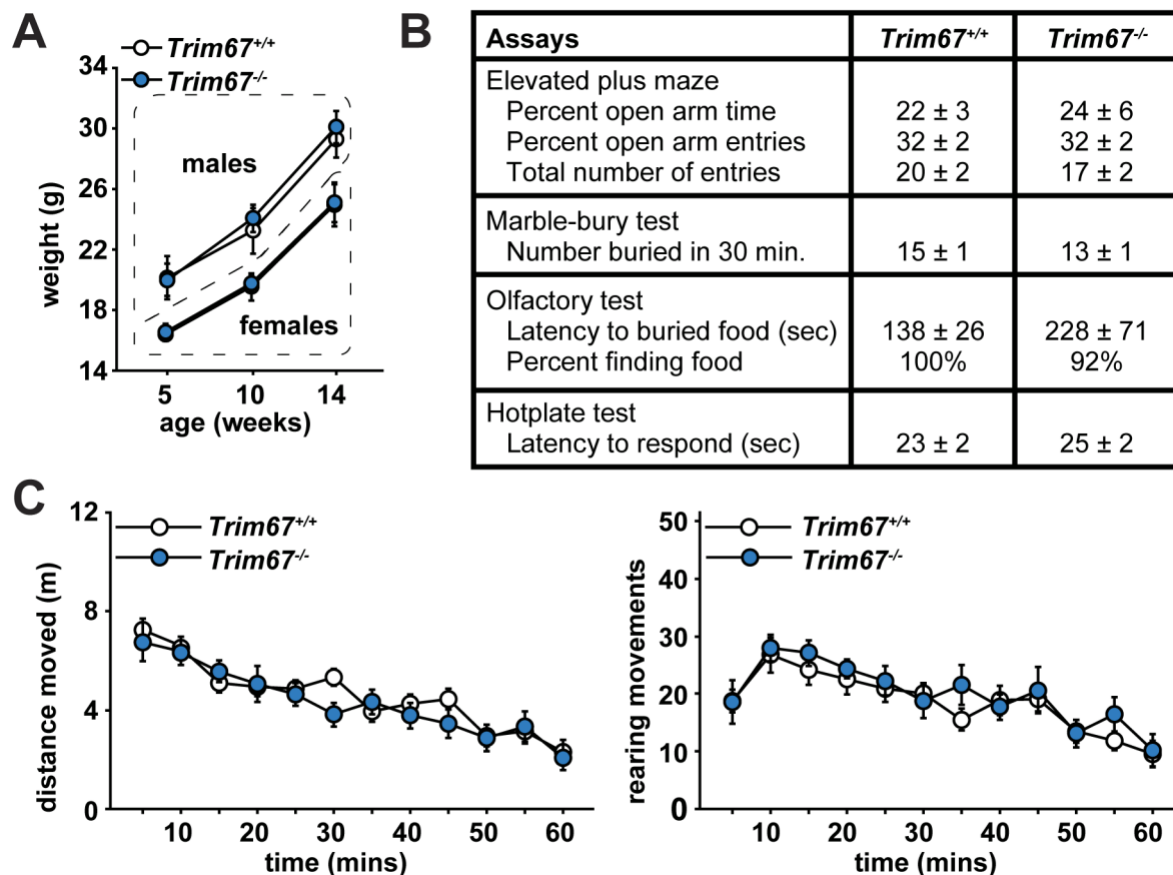 A
Trim67+/+
Trim67-/-
34
30
26
22
18
14
weight (g)
males
females
5 10 14
age (weeks)
B
Assays Trim67+/+ Trim67-/-
Elevated plus maze
Percent open arm time 22 ± 3 24 ± 6
Percent open arm entries 32 ± 2 32 ± 2
Total number of entries 20 ± 2 17 ± 2
Marble-bury test
Number buried in 30 min. 15 ± 1 13 ± 1
Olfactory test
Latency to buried food (sec) 138 ± 26 228 ± 71
Percent finding food 100% 92%
Hotplate test
Latency to respond (sec) 23 ± 2 25 ± 2
C
Trim67+/+
Trim67-/-
12
8
4
0
distance moved (m)
10 20 30 40 50 60
time (mins)
Trim67+/+
Trim67-/-
50
40
30
20
10
0
rearing movements
10 20 30 40 50 60
time (mins)